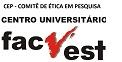 CEP - COMITÊ DE ÉTICA EM PESQUISA
CENTRO UNIVERSITÁRIO
facvest